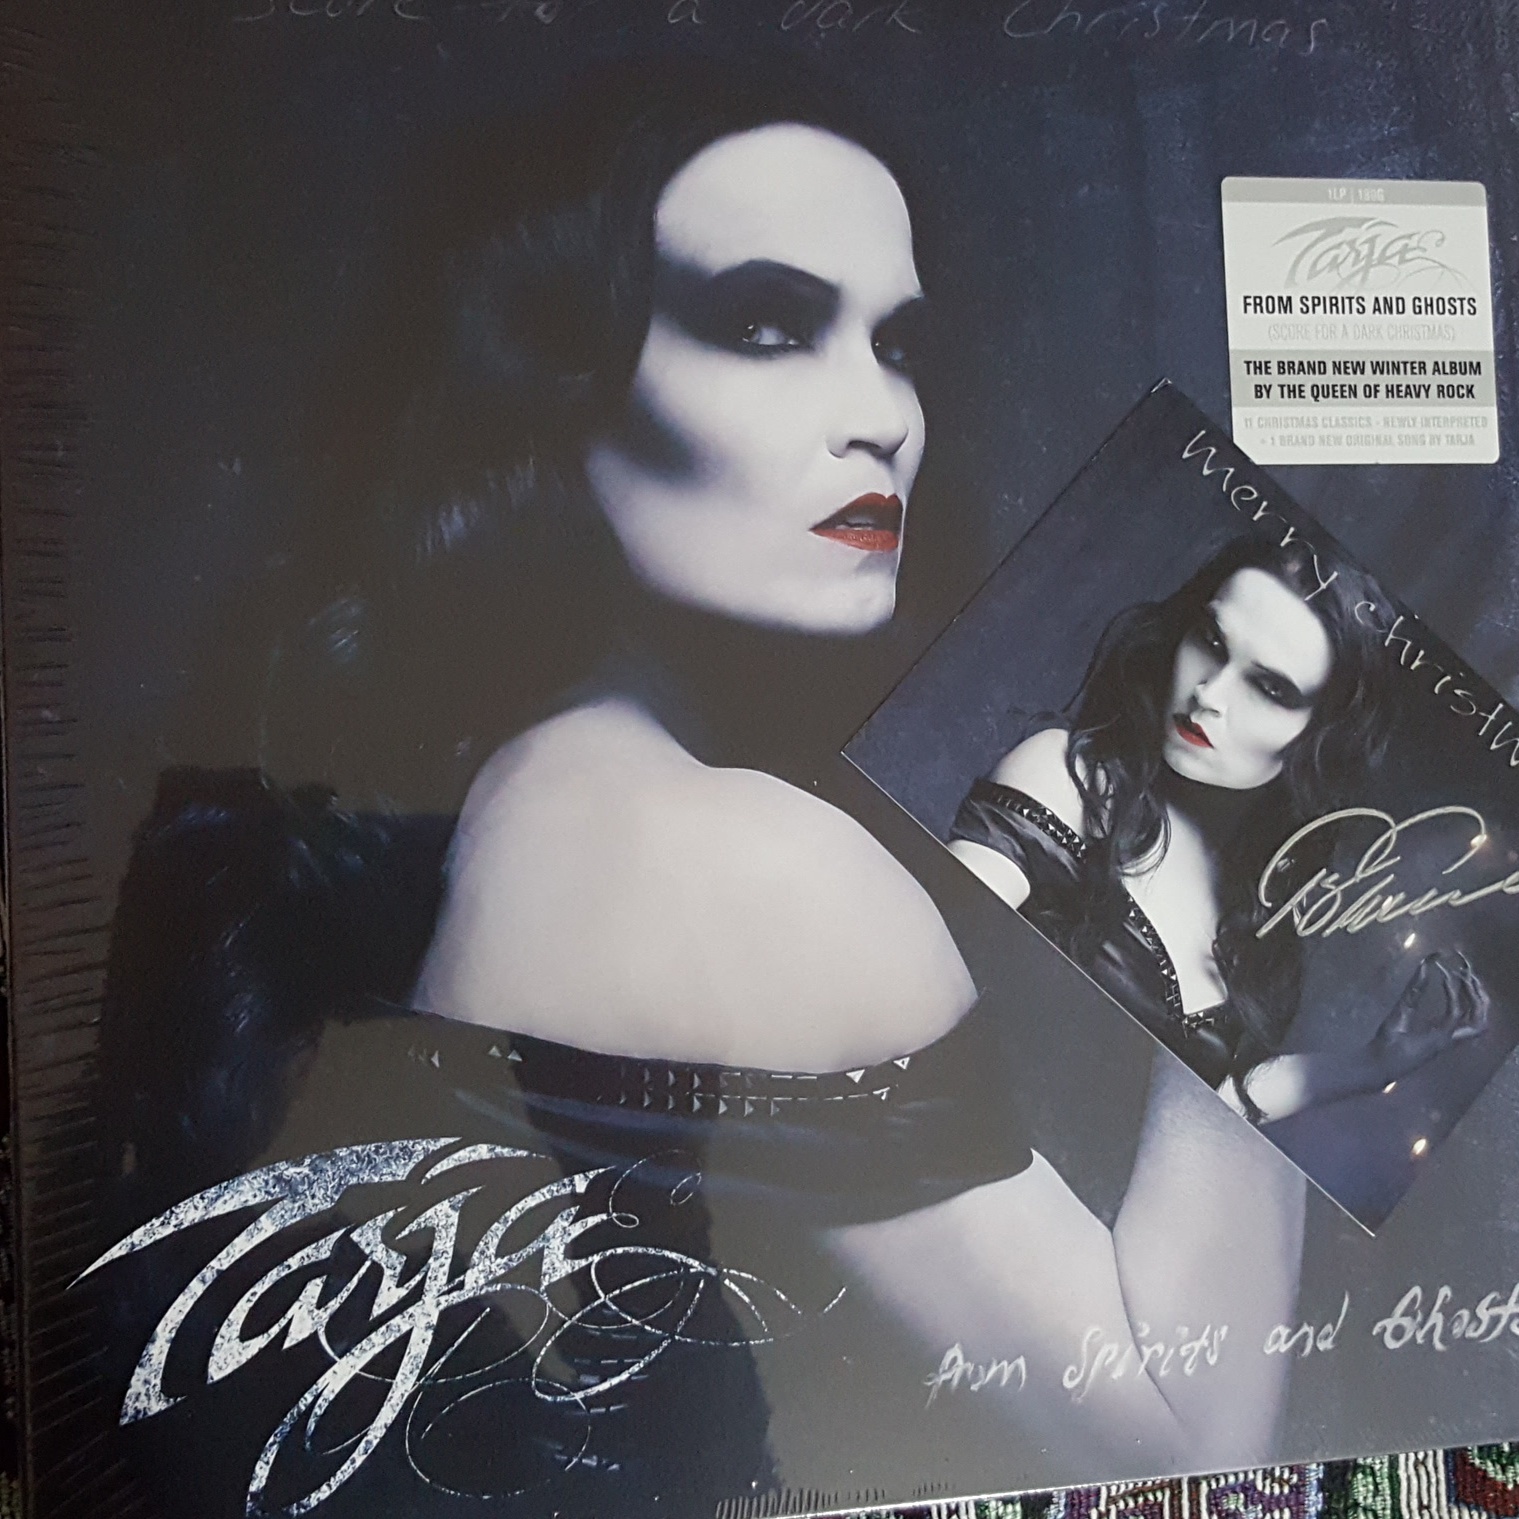 Score for a dark Christmas
1LP | 180G
Tarja
FROM SPIRITS AND GHOSTS
(SCORE FOR A DARK CHRISTMAS)
THE BRAND NEW WINTER ALBUM
BY THE QUEEN OF HEAVY ROCK
11 CHRISTMAS CLASSICS - NEWLY INTERPRETED
+ 1 BRAND NEW ORIGINAL SONG BY TARJA
merry christm
Tarja
from Spirits and Ghosts